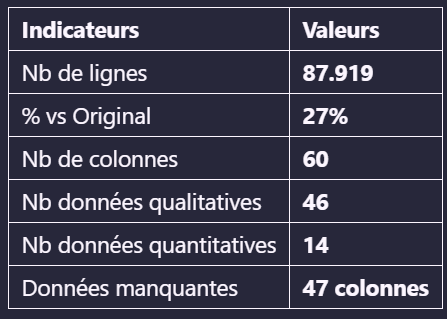 Indicateurs Valeurs
Nb de lignes 87.919
% vs Original 27%
Nb de colonnes 60
Nb données qualitatives 46
Nb données quantitatives 14
Données manquantes 47 colonnes